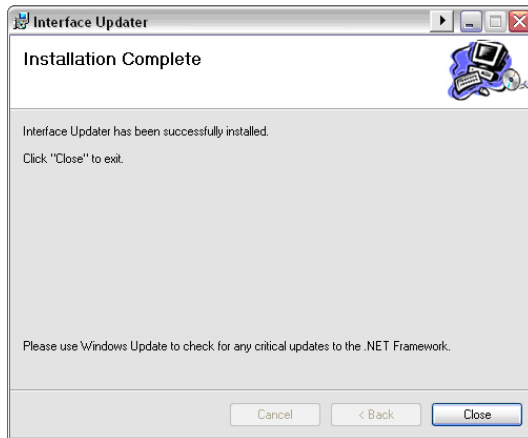 Interface Updater
Installation Complete
Interface Updater has been successfully installed.
Click "Close" to exit.
Please use Windows Update to check for any critical updates to the .NET Framework.
Cancel
< Back
Close